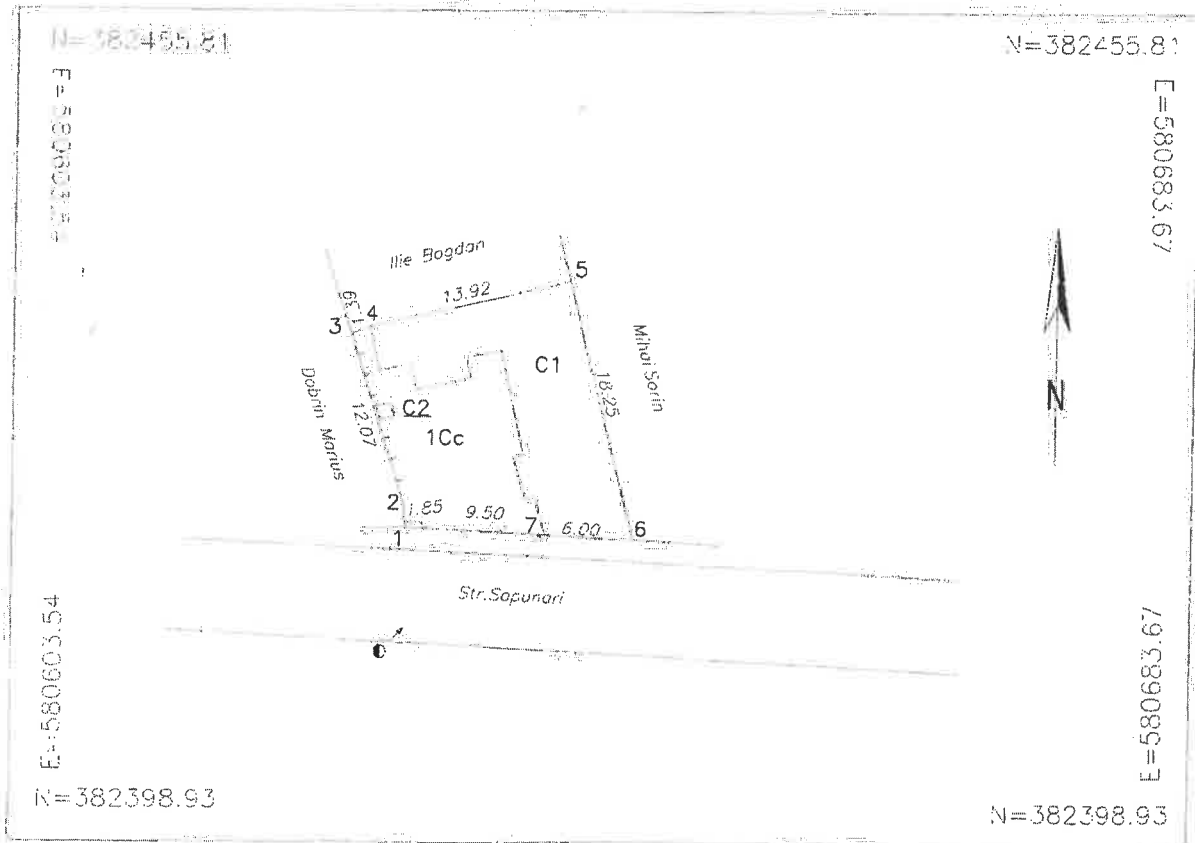 N=382455.81
N=382455.81
E=580683.67
Ilie Bogdan
5
13.92
1.39
4
3
Mihai Sorin
C1
18.25
Dobrin Marius
12.07
C2
1Cc
N
2
1.85
9.50
7
6.00
6
1
Str.Sapunari
E=580603.54
E=580683.67
N=382398.93
N=382398.93